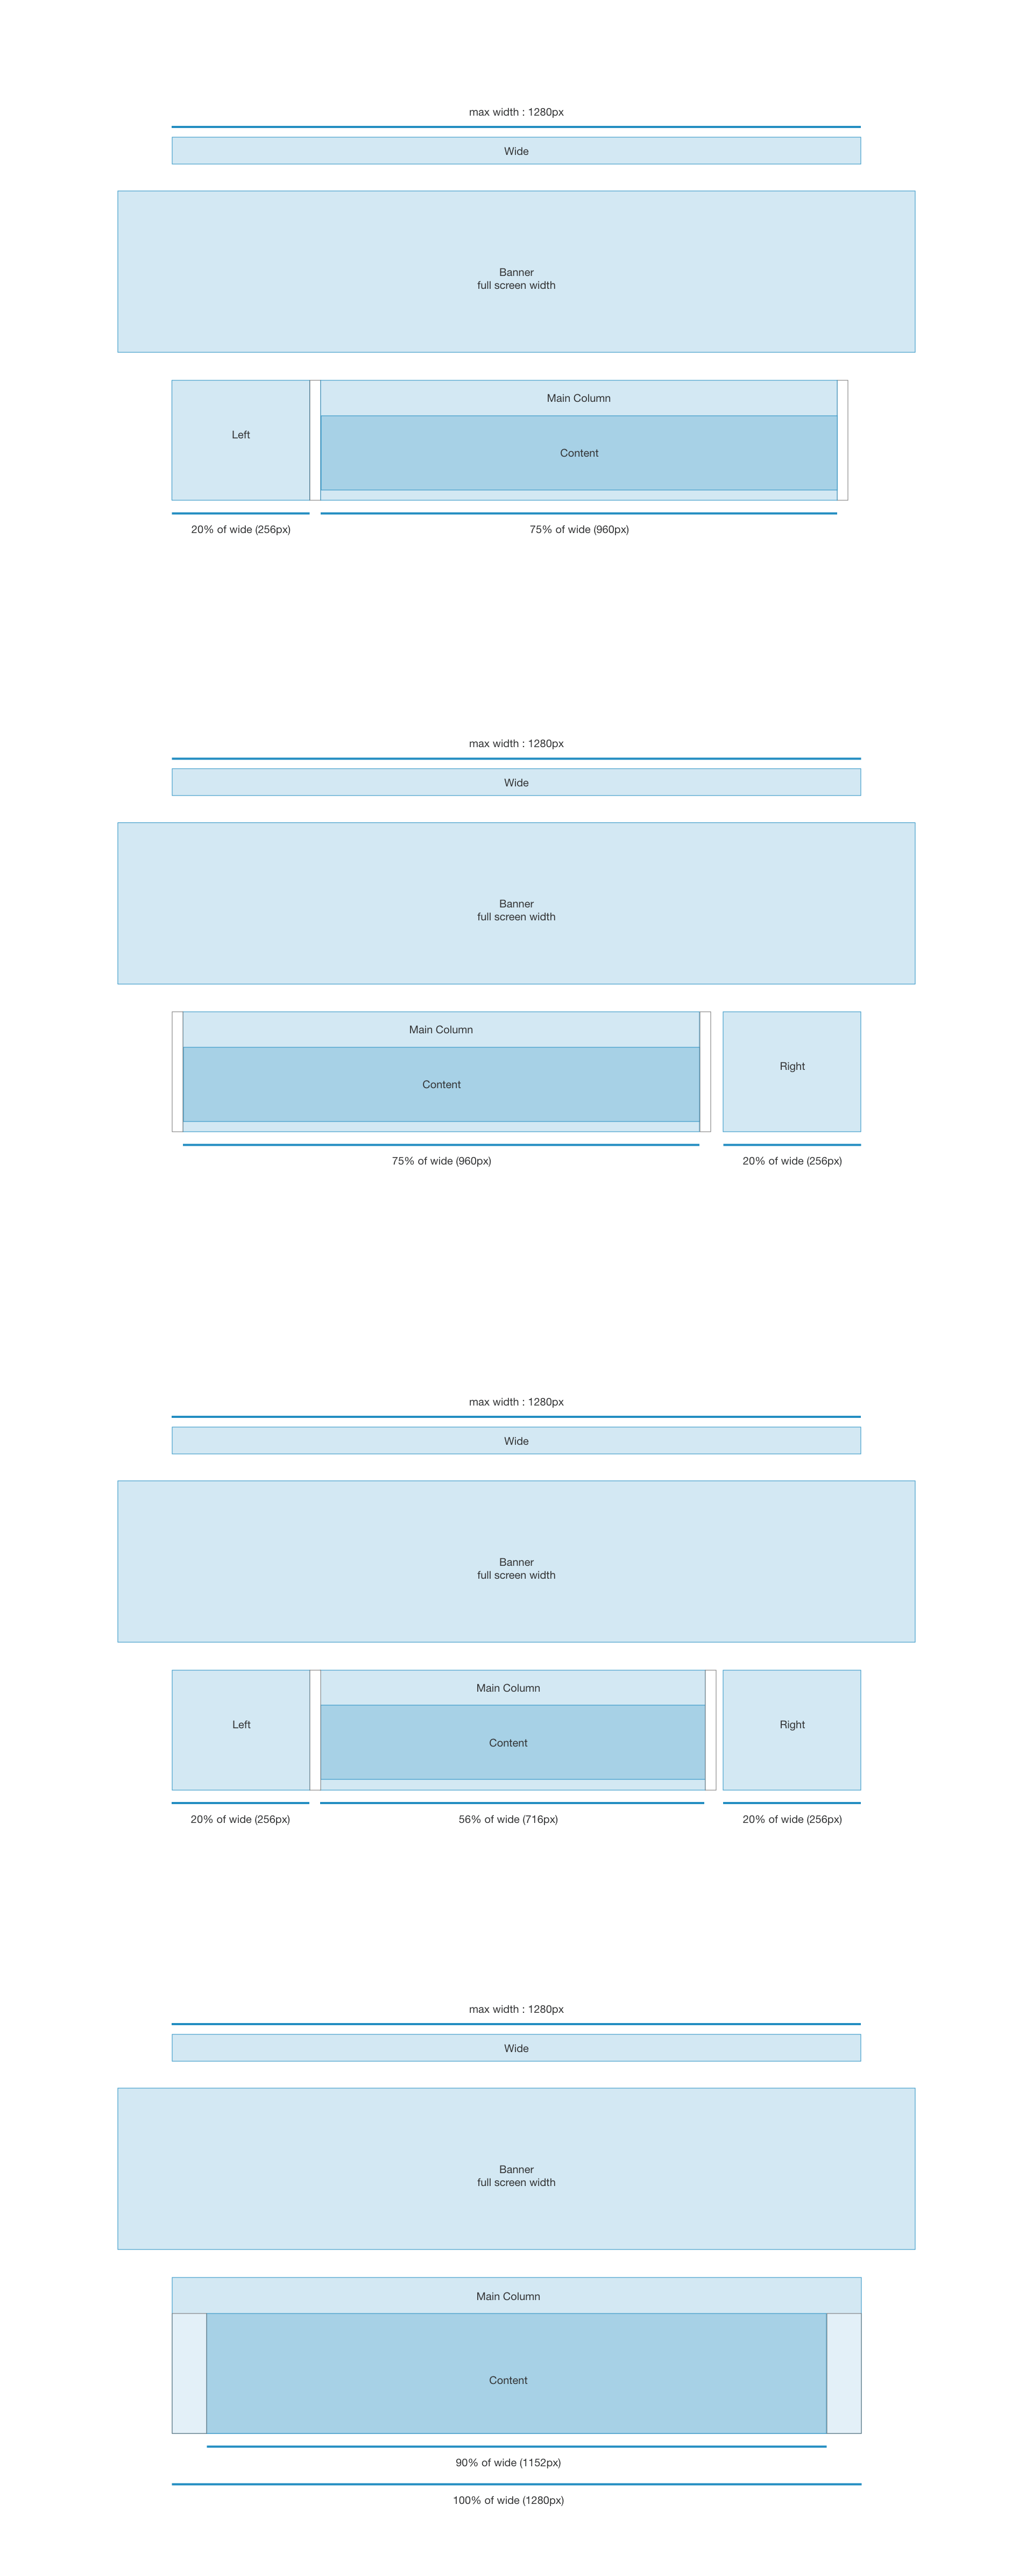 max width : 1280px
Wide
Banner
full screen width
Main Column
Left
Content
20% of wide (256px)
75% of wide (960px)
max width : 1280px
Wide
Banner
full screen width
Main Column
Right
Content
75% of wide (960px)
20% of wide (256px)
max width : 1280px
Wide
Banner
full screen width
Main Column
Left
Right
Content
20% of wide (256px)
56% of wide (716px)
20% of wide (256px)
max width : 1280px
Wide
Banner
full screen width
Main Column
Content
90% of wide (1152px)
100% of wide (1280px)